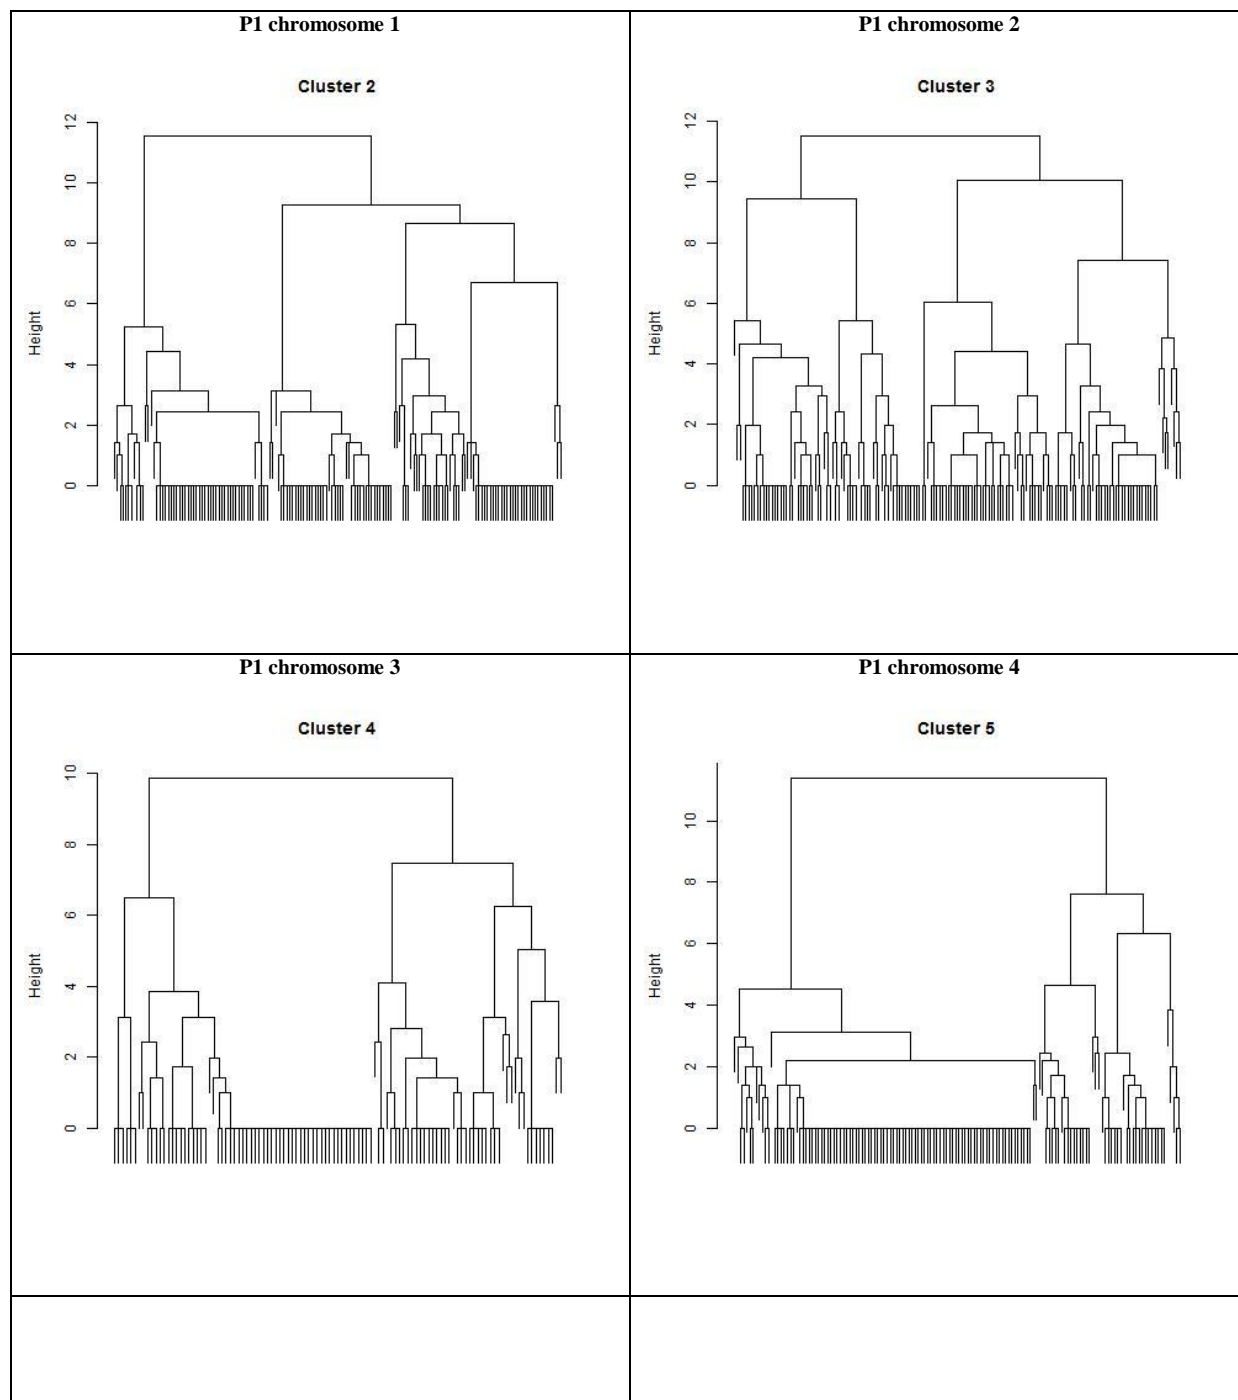 P1 chromosome 1
P1 chromosome 2
Cluster 2
Height
0 2 4 6 8 10 12
Cluster 3
Height
0 2 4 6 8 10 12
P1 chromosome 3
P1 chromosome 4
Cluster 4
Height
0 2 4 6 8 10
Cluster 5
Height
0 2 4 6 8 10